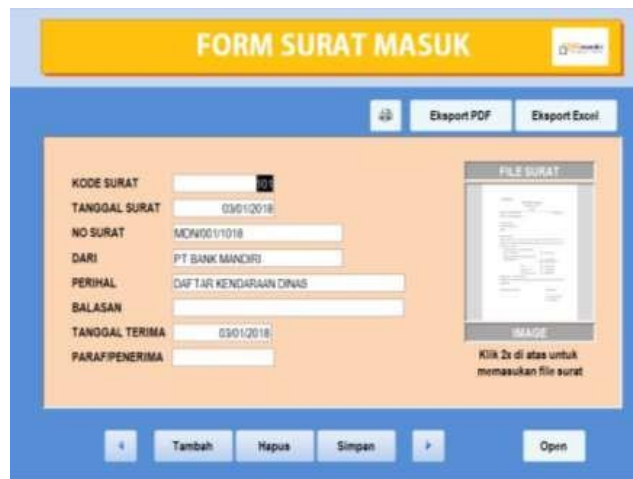 FORM SURAT MASUK
Eksport PDF
Eksport Excel
KODE SURAT 101
TANGGAL SURAT 03/01/2018
NO SURAT MDN/001/1018
DARI PT BANK MANDIRI
PERIHAL DAFTAR KENDARAAN DINAS
BALASAN
TANGGAL TERIMA 03/01/2018
PARAF/PENERIMA
FILE SURAT
IMAGE
Klik 2x di atas untuk
memasukan file surat
Tambah
Hapus
Simpan
Open